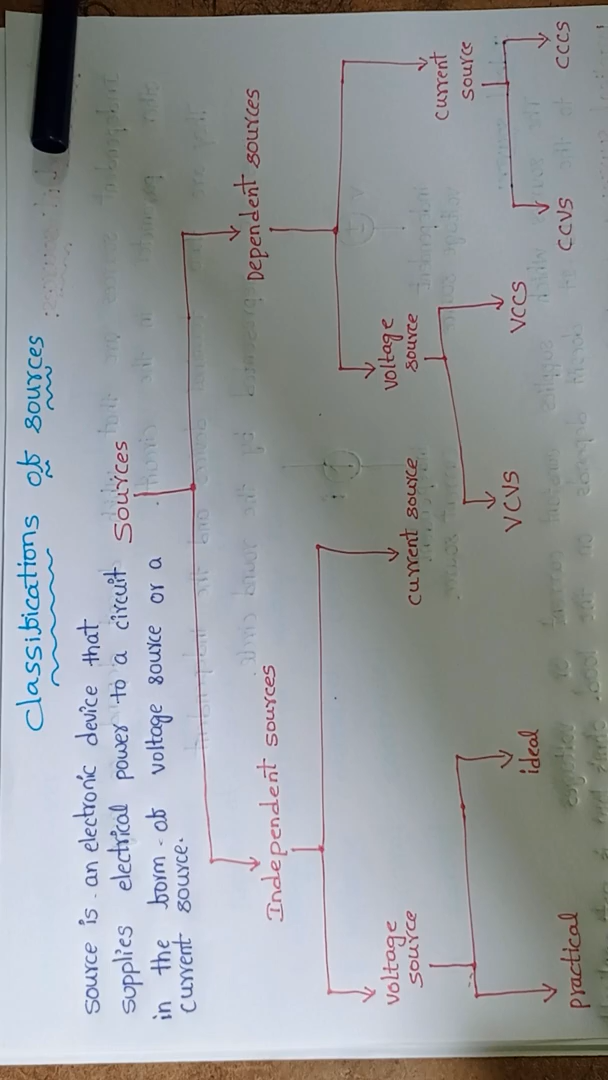 classifications of sources
source is an electronic device that
supplies electrical power to a circuit
in the form of voltage source or a
current source.
Sources
Independent sources
Dependent sources
voltage
source
current source
voltage
source
current
source
practical
ideal
VCVS
VCCS
CCVS
CCCS